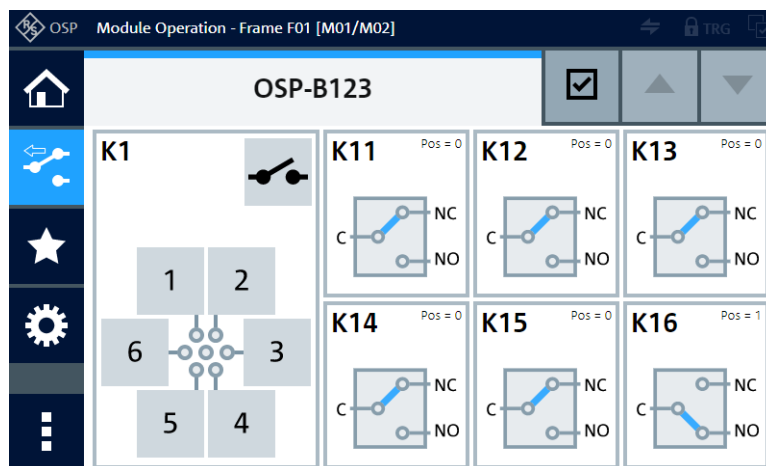 R&S OSP Module Operation - Frame F01 [M01/M02] TRG
OSP-B123
K1
1 2
6 3
5 4
K11 Pos = 0
NC
C
NO
K12 Pos = 0
NC
C
NO
K13 Pos = 0
NC
C
NO
K14 Pos = 0
NC
C
NO
K15 Pos = 0
NC
C
NO
K16 Pos = 1
NC
C
NO